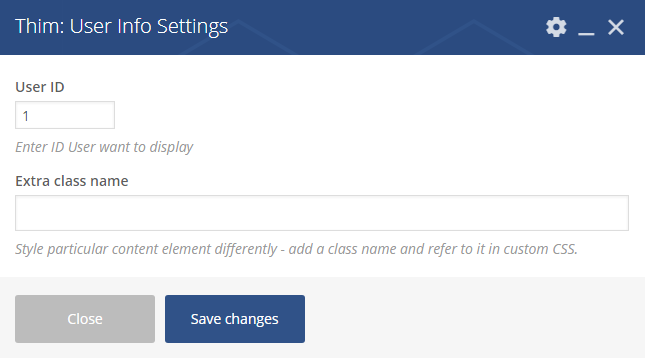 Thim: User Info Settings
User ID
1
Enter ID User want to display
Extra class name
Style particular content element differently - add a class name and refer to it in custom CSS.
Close Save changes